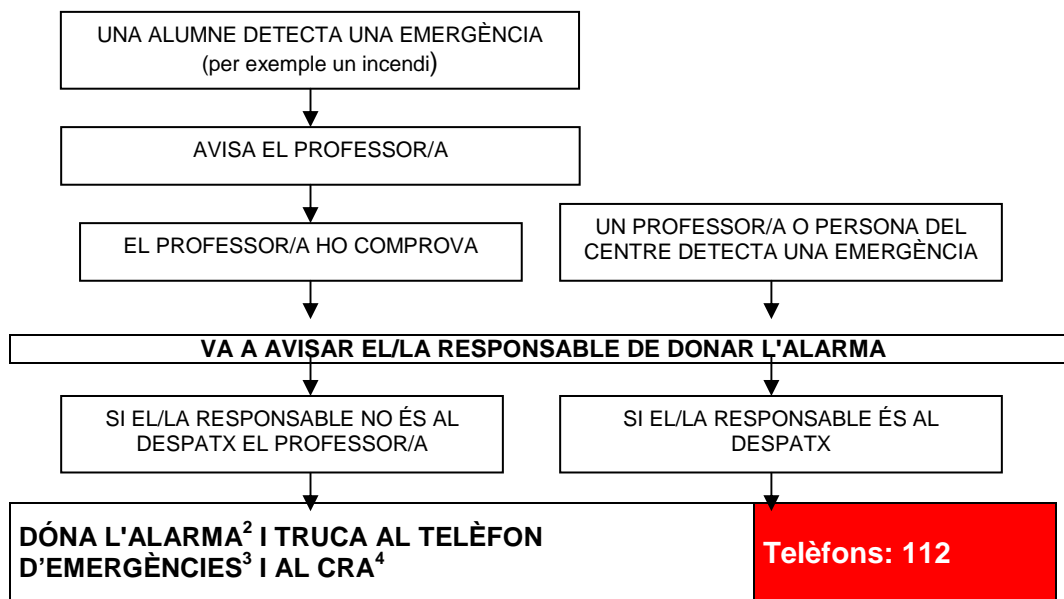 UNA ALUMNE DETECTA UNA EMERGÈNCIA
(per exemple un incendi)
AVISA EL PROFESSOR/A
EL PROFESSOR/A HO COMPROVA
UN PROFESSOR/A O PERSONA DEL
CENTRE DETECTA UNA EMERGÈNCIA
VA A AVISAR EL/LA RESPONSABLE DE DONAR L'ALARMA
SI EL/LA RESPONSABLE NO ÉS AL
DESPATX EL PROFESSOR/A
SI EL/LA RESPONSABLE ÉS AL
DESPATX
DÓNA L'ALARMA² I TRUCA AL TELÈFON
D’EMERGÈNCIES³ I AL CRA⁴
Telèfons: 112